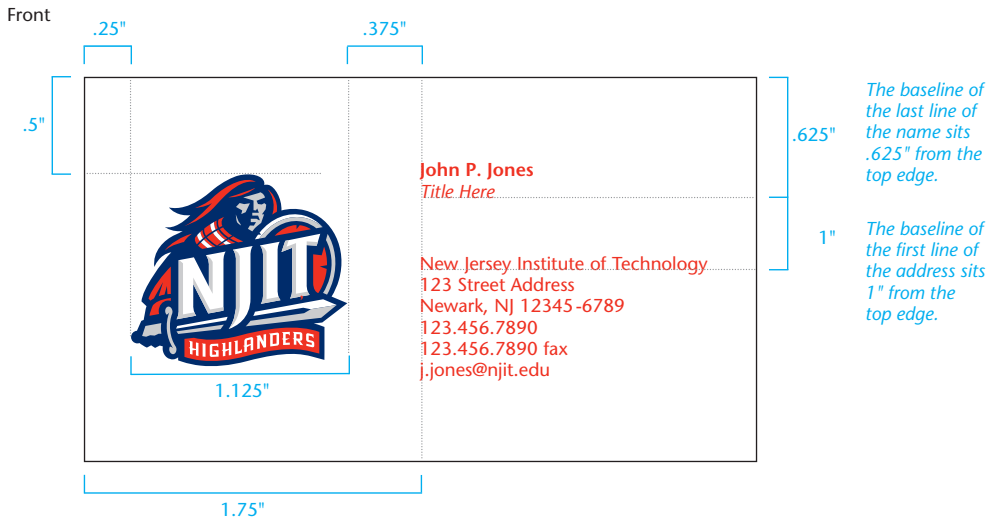 Front
.25"
.375"
.5"
.625"
The baseline of
the last line of
the name sits
.625" from the
top edge.
John P. Jones
Title Here
1"
The baseline of
the first line of
the address sits
1" from the
top edge.
New Jersey Institute of Technology
123 Street Address
Newark, NJ 12345-6789
123.456.7890
123.456.7890 fax
j.jones@njit.edu
NJIT
HIGHLANDERS
1.125"
1.75"